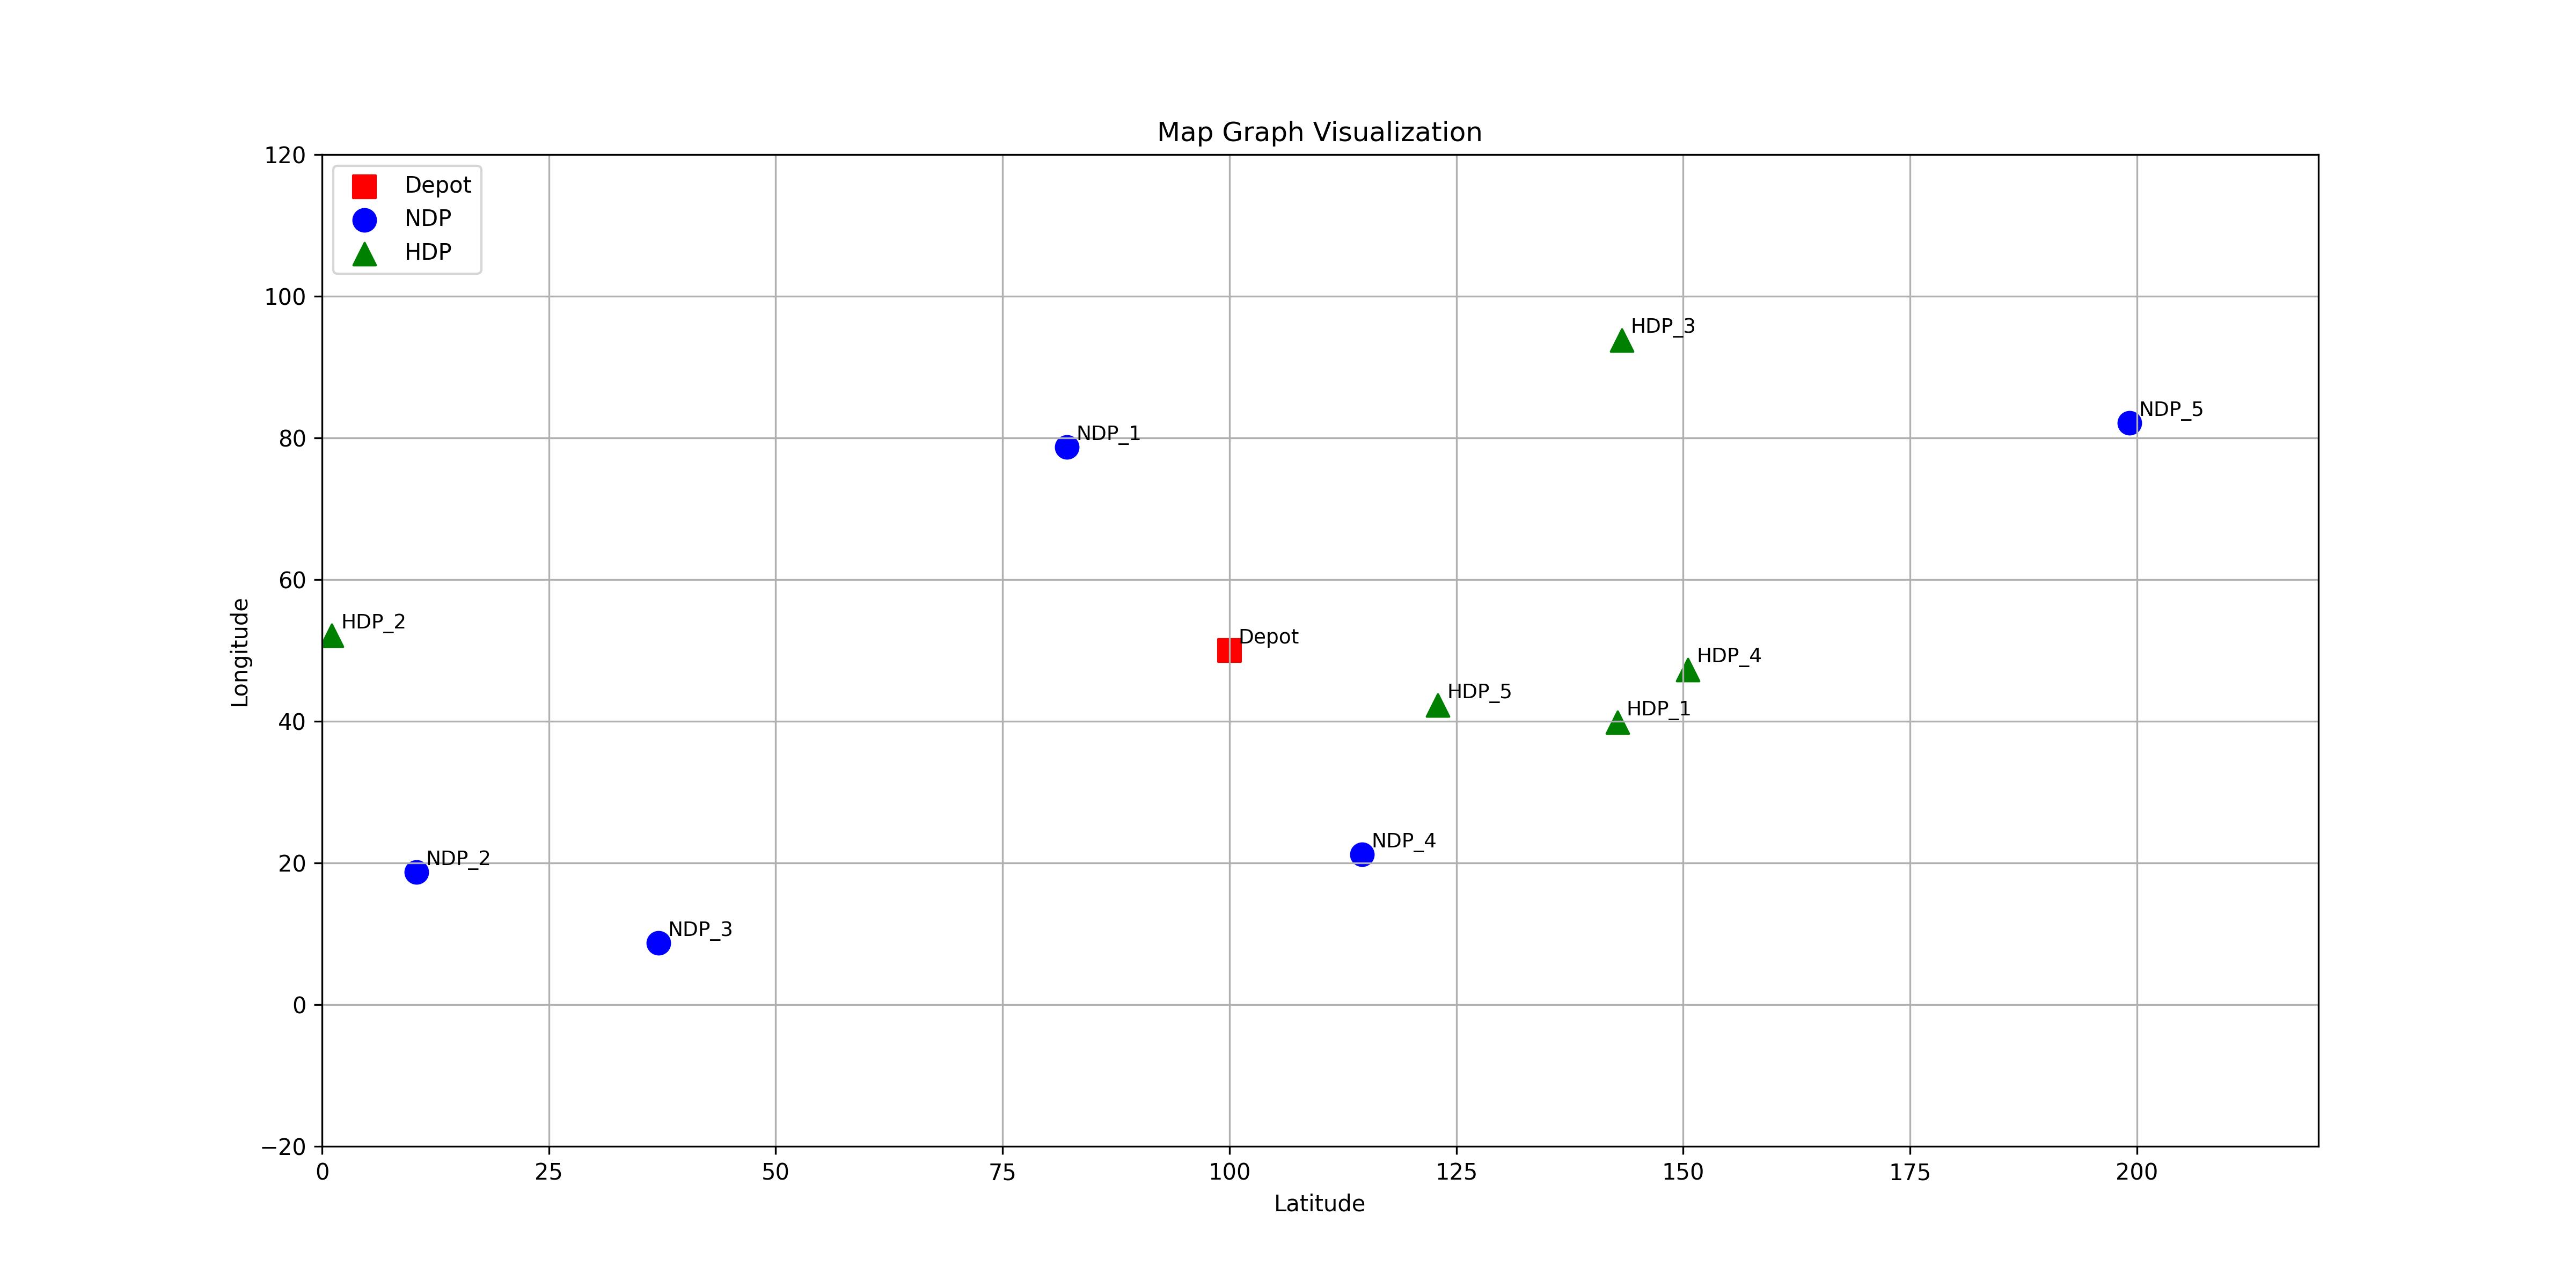 Map Graph Visualization
120
100
80
60
40
20
0
−20
Longitude
Depot
NDP
HDP
HDP_3
NDP_5
NDP_1
HDP_2
Depot
HDP_4
HDP_5
HDP_1
NDP_4
NDP_2
NDP_3
0 25 50 75 100 125 150 175 200
Latitude